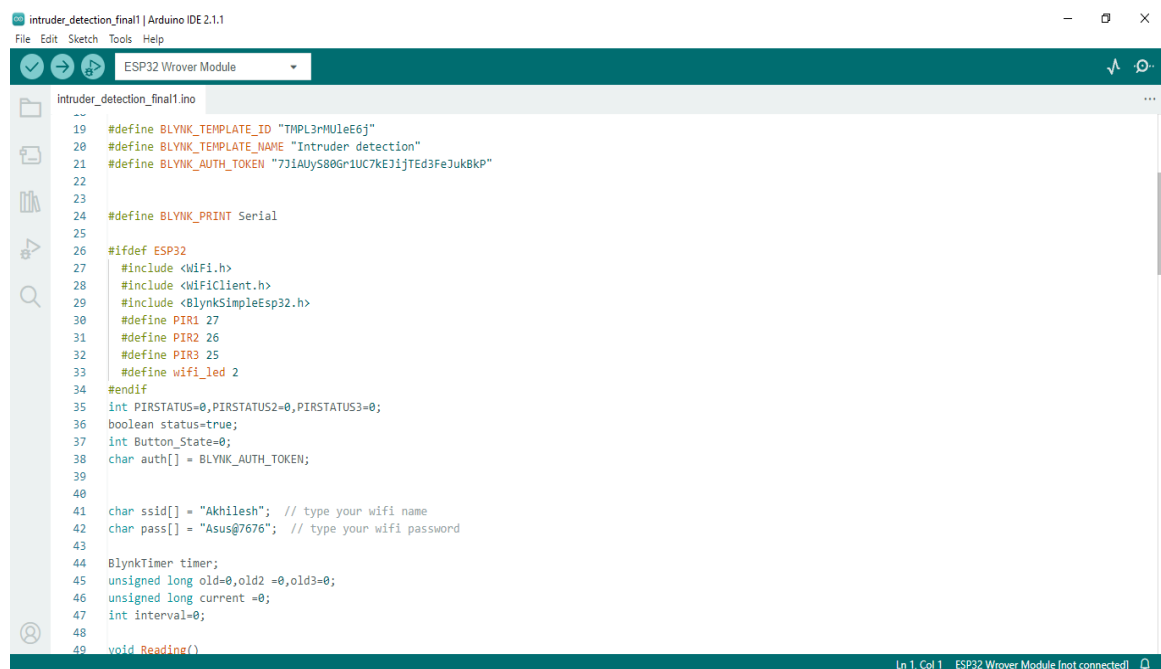 intruder_detection_final1 | Arduino IDE 2.1.1
File Edit Sketch Tools Help
ESP32 Wrover Module
intruder_detection_final1.ino
19 #define BLYNK_TEMPLATE_ID "TMPL3rMUleE6j"
20 #define BLYNK_TEMPLATE_NAME "Intruder detection"
21 #define BLYNK_AUTH_TOKEN "7JiAUyS80Gr1UC7kEJijTEd3FeJukBkP"
22
23
24 #define BLYNK_PRINT Serial
25
26 #ifdef ESP32
27 #include <WiFi.h>
28 #include <WiFiClient.h>
29 #include <BlynkSimpleEsp32.h>
30 #define PIR1 27
31 #define PIR2 26
32 #define PIR3 25
33 #define wifi_led 2
34 #endif
35 int PIRSTATUS=0,PIRSTATUS2=0,PIRSTATUS3=0;
36 boolean status=true;
37 int Button_State=0;
38 char auth[] = BLYNK_AUTH_TOKEN;
39
40
41 char ssid[] = "Akhilesh"; // type your wifi name
42 char pass[] = "Asus@7676"; // type your wifi password
43
44 BlynkTimer timer;
45 unsigned long old=0,old2 =0,old3=0;
46 unsigned long current =0;
47 int interval=0;
48
49 void Reading()
Ln 1, Col 1 ESP32 Wrover Module [not connected]